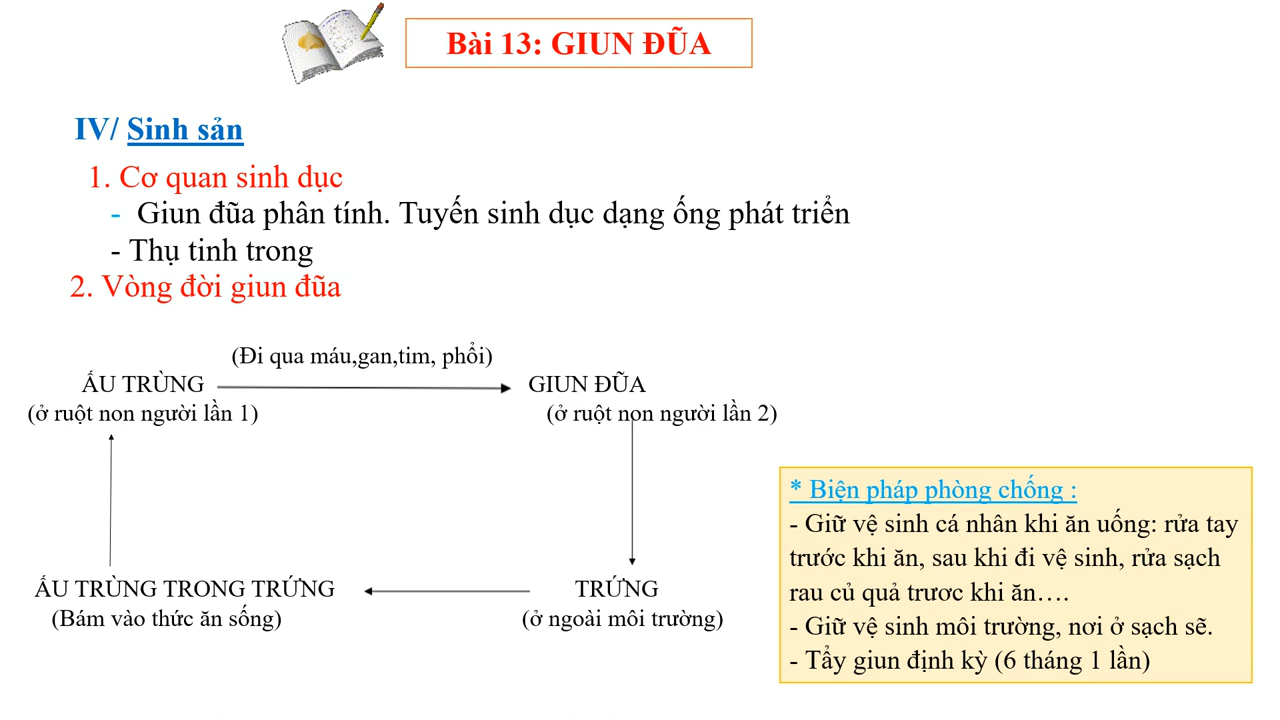 Bài 13: GIUN ĐŨA
IV/ Sinh sản
1. Cơ quan sinh dục
- Giun đũa phân tính. Tuyến sinh dục dạng ống phát triển
- Thụ tinh trong
2. Vòng đời giun đũa
(Đi qua máu,gan,tim, phổi)
ẤU TRÙNG
GIUN ĐŨA
(ở ruột non người lần 1)
(ở ruột non người lần 2)
ẤU TRÙNG TRONG TRỨNG
TRỨNG
(Bám vào thức ăn sống)
(ở ngoài môi trường)
* Biện pháp phòng chống :
- Giữ vệ sinh cá nhân khi ăn uống: rửa tay
trước khi ăn, sau khi đi vệ sinh, rửa sạch
rau củ quả trươc khi ăn….
- Giữ vệ sinh môi trường, nơi ở sạch sẽ.
- Tẩy giun định kỳ (6 tháng 1 lần)